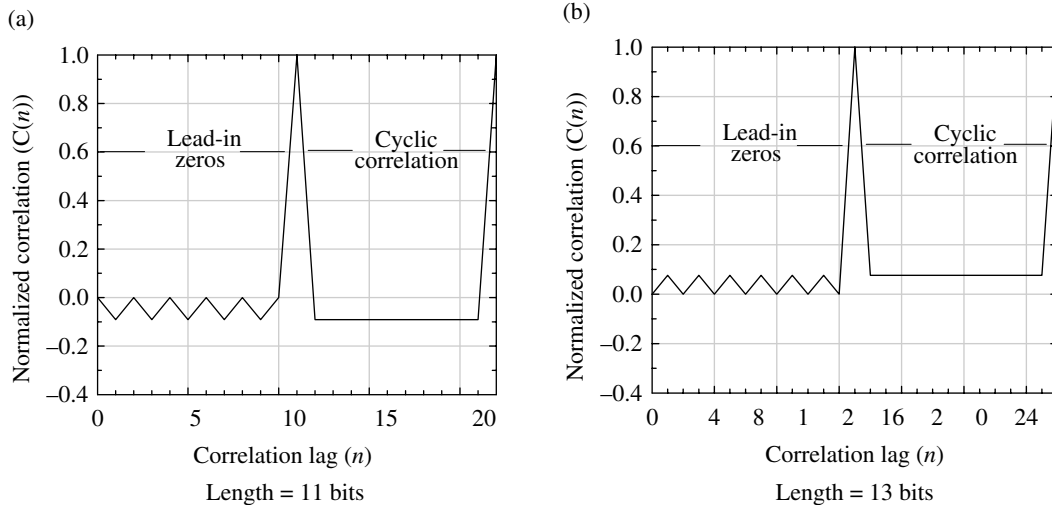 (a)
Normalized correlation (C(n))
1.0
0.8
0.6
0.4
0.2
0.0
–0.2
–0.4
Lead-in
zeros
Cyclic
correlation
0 5 10 15 20
Correlation lag (n)
Length = 11 bits
(b)
Normalized correlation (C(n))
1.0
0.8
0.6
0.4
0.2
0.0
–0.2
–0.4
Lead-in
zeros
Cyclic
correlation
0 4 8 1 2 16 2 0 24
Correlation lag (n)
Length = 13 bits